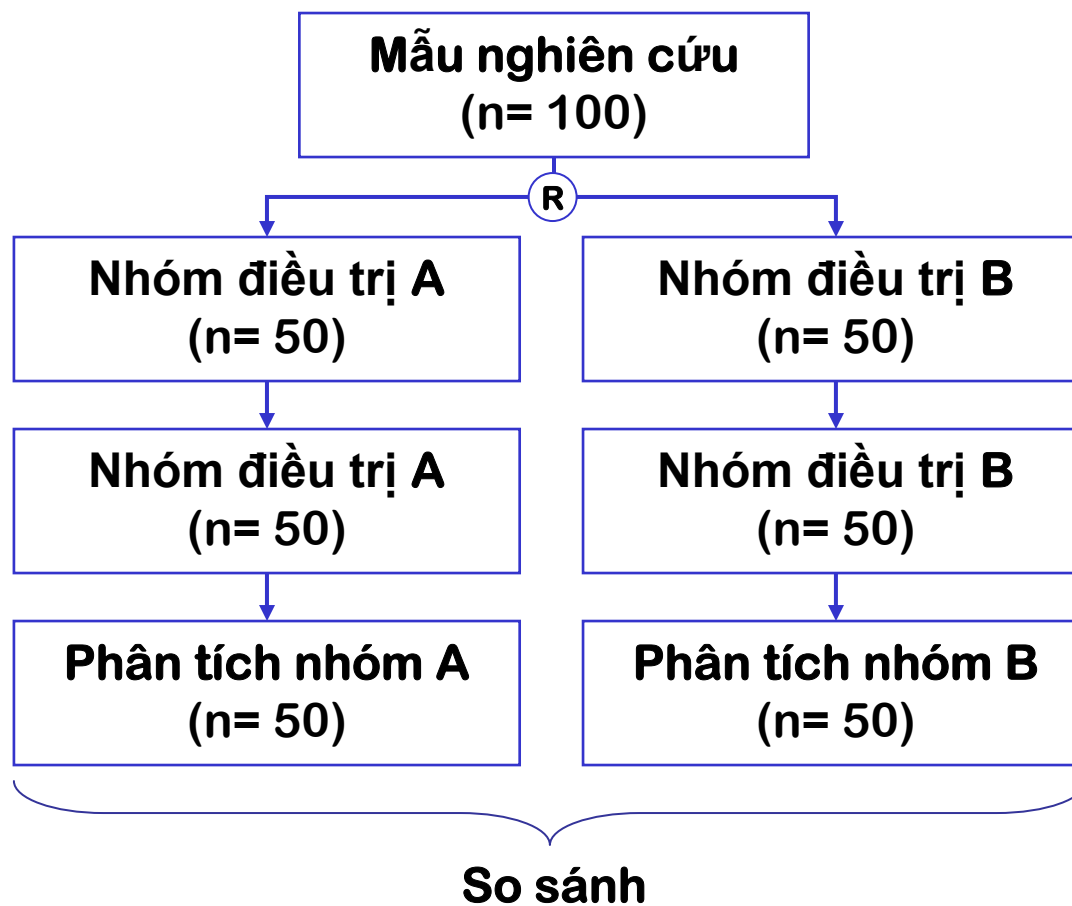 Mẫu nghiên cứu
(n= 100)
R
Nhóm điều trị A
(n= 50)
Nhóm điều trị B
(n= 50)
Nhóm điều trị A
(n= 50)
Nhóm điều trị B
(n= 50)
Phân tích nhóm A
(n= 50)
Phân tích nhóm B
(n= 50)
So sánh